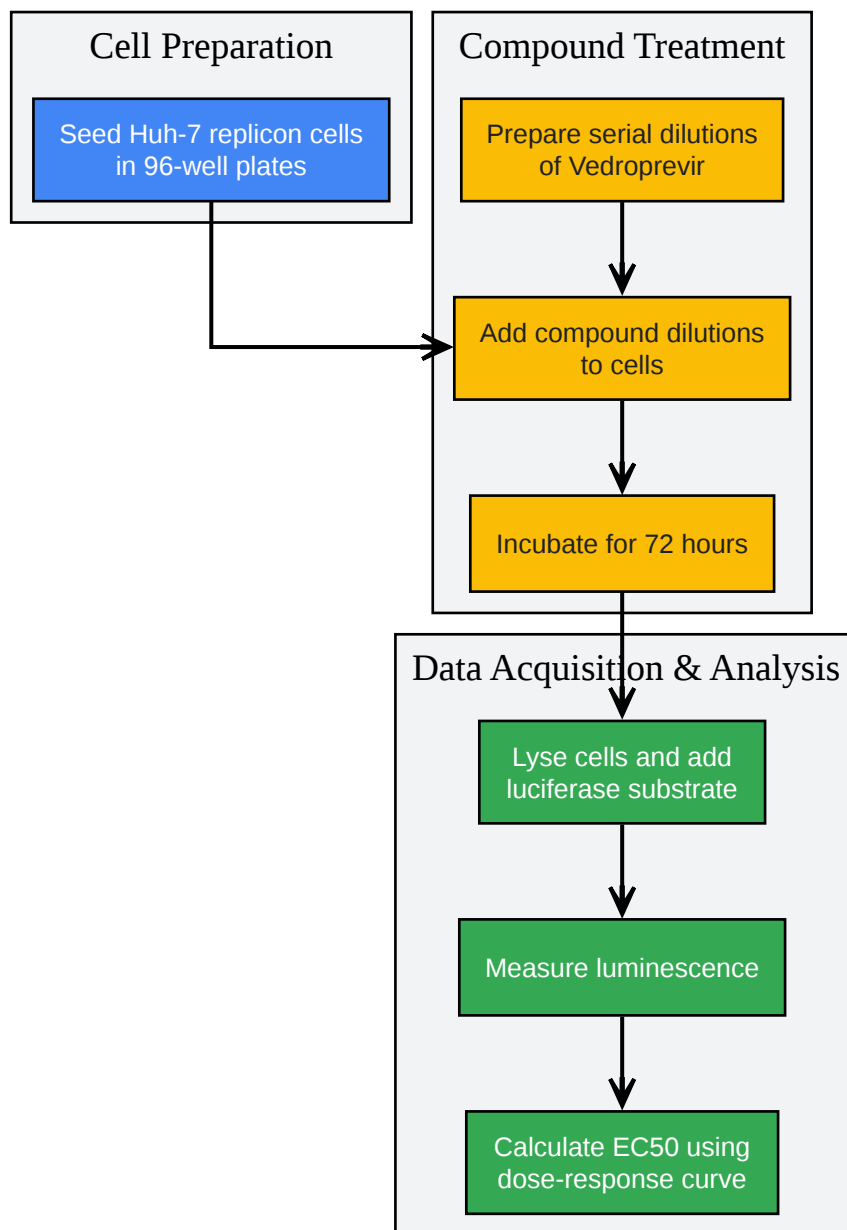 Cell Preparation
Seed Huh-7 replicon cells
in 96-well plates
Compound Treatment
Prepare serial dilutions
of Vedroprevir
Add compound dilutions
to cells
Incubate for 72 hours
Data Acquisition & Analysis
Lyse cells and add
luciferase substrate
Measure luminescence
Calculate EC50 using
dose-response curve